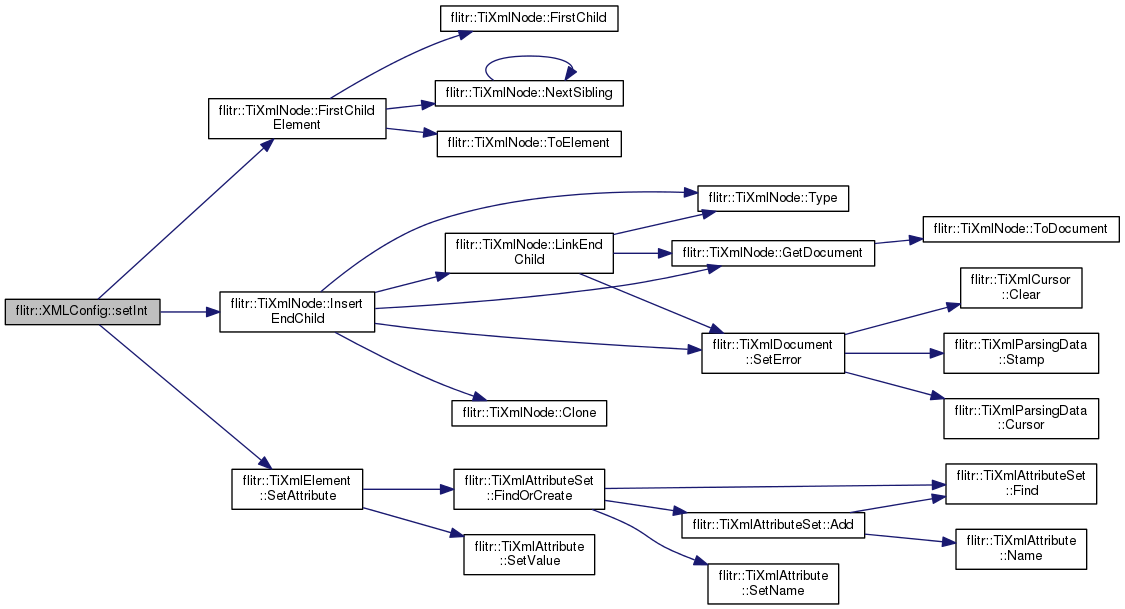 flitr::TiXmlNode::FirstChild
flitr::TiXmlNode::NextSibling
flitr::TiXmlNode::FirstChild
Element
flitr::TiXmlNode::ToElement
flitr::TiXmlNode::Type
flitr::TiXmlNode::ToDocument
flitr::TiXmlNode::LinkEnd
Child
flitr::TiXmlNode::GetDocument
flitr::TiXmlCursor
::Clear
flitr::XMLConfig::setInt
flitr::TiXmlNode::Insert
EndChild
flitr::TiXmlDocument
::SetError
flitr::TiXmlParsingData
::Stamp
flitr::TiXmlNode::Clone
flitr::TiXmlParsingData
::Cursor
flitr::TiXmlElement
::SetAttribute
flitr::TiXmlAttributeSet
::FindOrCreate
flitr::TiXmlAttributeSet
::Find
flitr::TiXmlAttributeSet::Add
flitr::TiXmlAttribute
::SetValue
flitr::TiXmlAttribute
::Name
flitr::TiXmlAttribute
::SetName